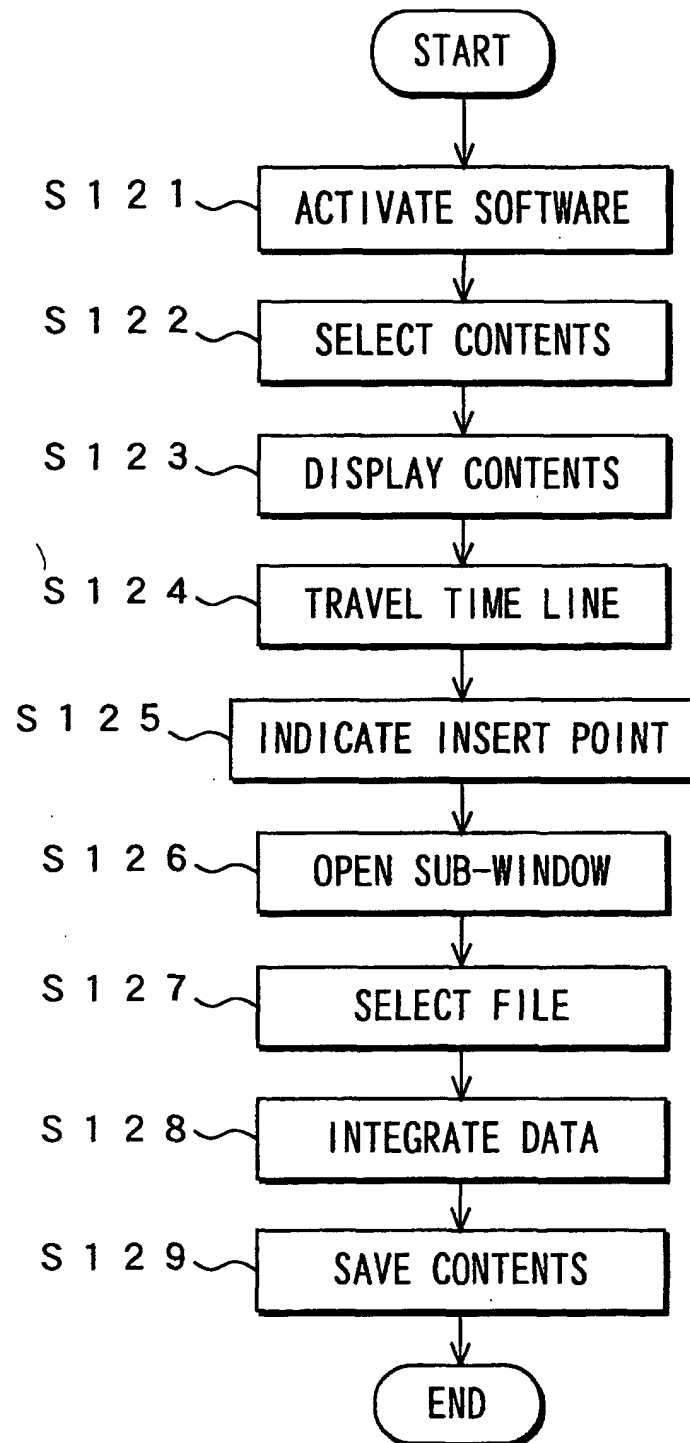 START
S121 ACTIVATE SOFTWARE
S122 SELECT CONTENTS
S123 DISPLAY CONTENTS
S124 TRAVEL TIME LINE
S125 INDICATE INSERT POINT
S126 OPEN SUB-WINDOW
S127 SELECT FILE
S128 INTEGRATE DATA
S129 SAVE CONTENTS
END